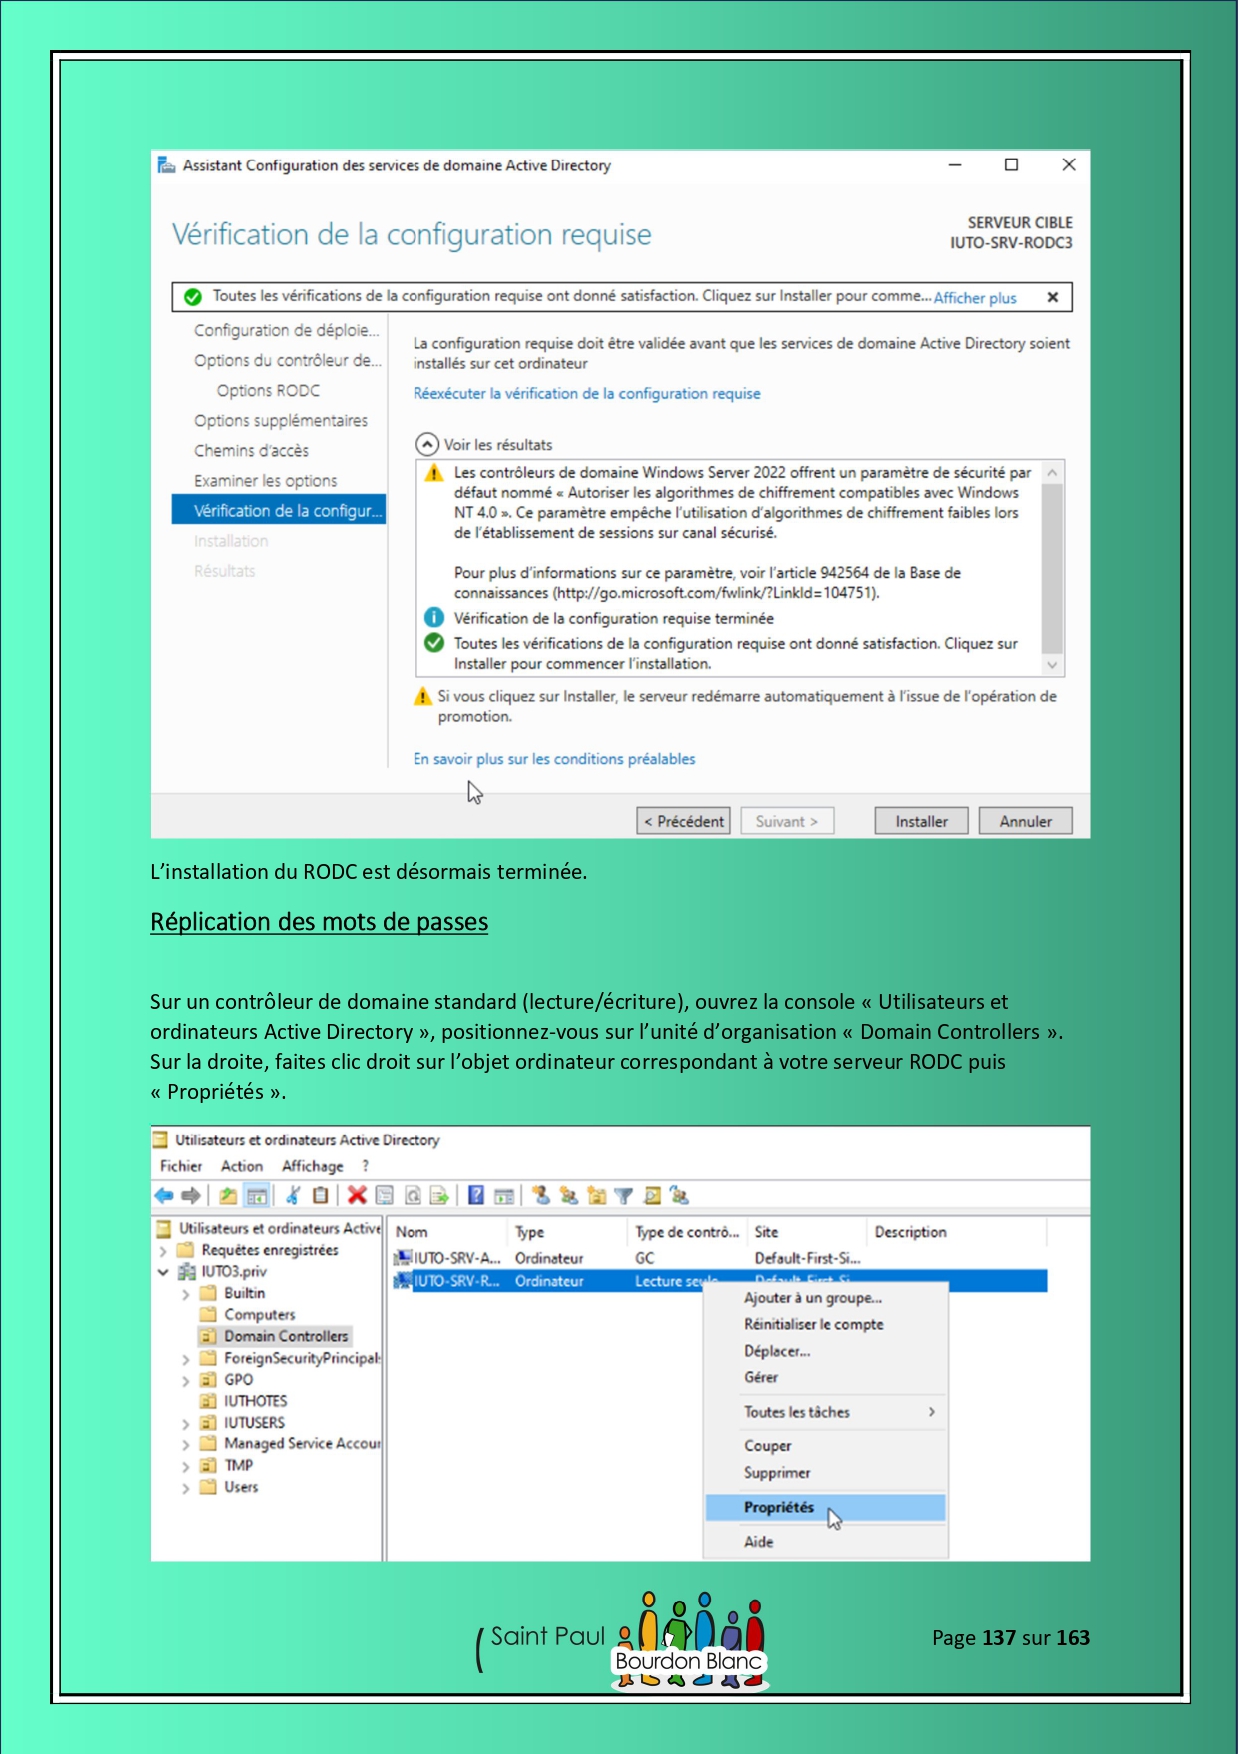 Assistant Configuration des services de domaine Active Directory
Vérification de la configuration requise
SERVEUR CIBLE
IUTO-SRV-RODC3
Toutes les vérifications de la configuration requise ont donné satisfaction. Cliquez sur Installer pour comme... Afficher plus
Configuration de déploie...
Options du contrôleur de...
Options RODC
Options supplémentaires
Chemins d'accès
Examiner les options
Vérification de la configur...
Installation
Résultats
La configuration requise doit être validée avant que les services de domaine Active Directory soient
installés sur cet ordinateur
Réexécuter la vérification de la configuration requise
Voir les résultats
Les contrôleurs de domaine Windows Server 2022 offrent un paramètre de sécurité par
défaut nommé « Autoriser les algorithmes de chiffrement compatibles avec Windows
NT 4.0 ». Ce paramètre empêche l'utilisation d'algorithmes de chiffrement faibles lors
de l'établissement de sessions sur canal sécurisé.
Pour plus d'informations sur ce paramètre, voir l'article 942564 de la Base de
connaissances (http://go.microsoft.com/fwlink/?LinkId=104751).
Vérification de la configuration requise terminée
Toutes les vérifications de la configuration requise ont donné satisfaction. Cliquez sur
Installer pour commencer l'installation.
Si vous cliquez sur Installer, le serveur redémarre automatiquement à l'issue de l'opération de
promotion.
En savoir plus sur les conditions préalables
< Précédent Suivant > Installer Annuler
L'installation du RODC est désormais terminée.
Réplication des mots de passes
Sur un contrôleur de domaine standard (lecture/écriture), ouvrez la console « Utilisateurs et
ordinateurs Active Directory », positionnez-vous sur l'unité d'organisation « Domain Controllers ».
Sur la droite, faites clic droit sur l'objet ordinateur correspondant à votre serveur RODC puis
« Propriétés ».
Utilisateurs et ordinateurs Active Directory
Fichier Action Affichage ?
Utilisateurs et ordinateurs Active
Requêtes enregistrées
IUTO3.priv
Builtin
Computers
Domain Controllers
ForeignSecurityPrincipal:
GPO
IUTHOTES
IUTUSERS
Managed Service Accour
TMP
Users
Nom Type Type de contrô... Site Description
IUTO-SRV-A... Ordinateur GC Default-First-Si...
IUTO-SRV-R... Ordinateur Lecture seule Default-First-Si...
Ajouter à un groupe...
Réinitialiser le compte
Déplacer...
Gérer
Toutes les tâches
Couper
Supprimer
Propriétés
Aide
Saint Paul
Bourdon Blanc
Page 137 sur 163